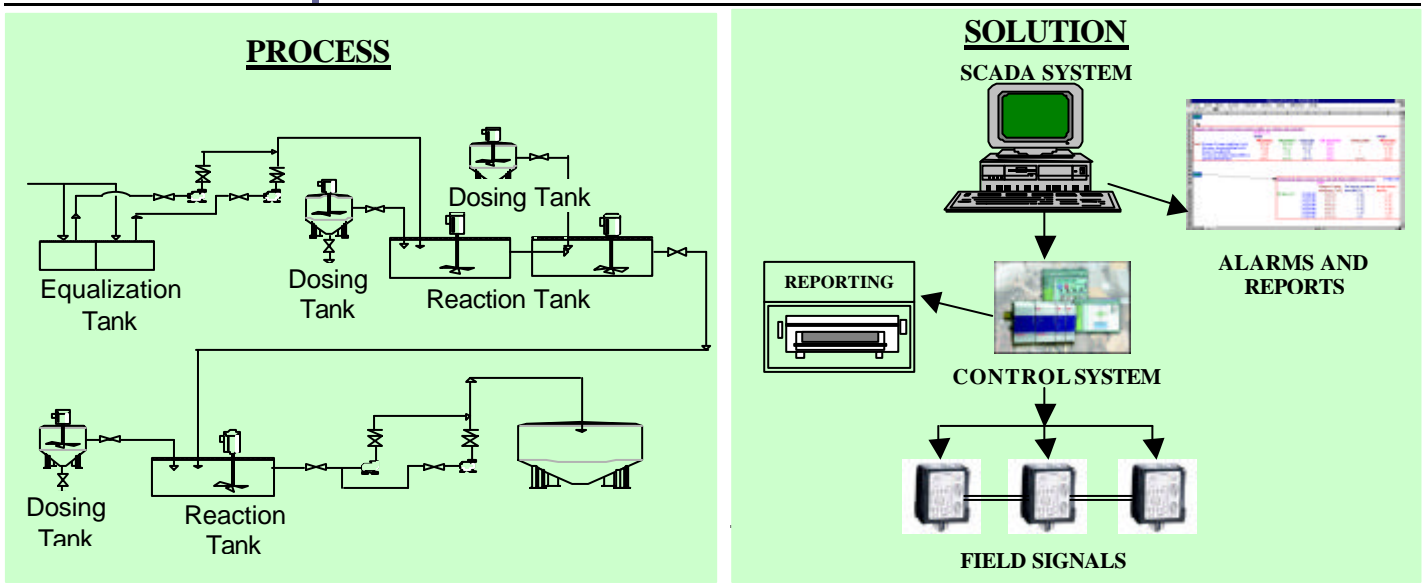 PROCESS
Dosing Tank
Equalization
Tank
Dosing
Tank
Reaction Tank
Dosing
Tank
Reaction
Tank
SOLUTION
SCADA SYSTEM
ALARMS AND
REPORTS
REPORTING
CONTROL SYSTEM
FIELD SIGNALS